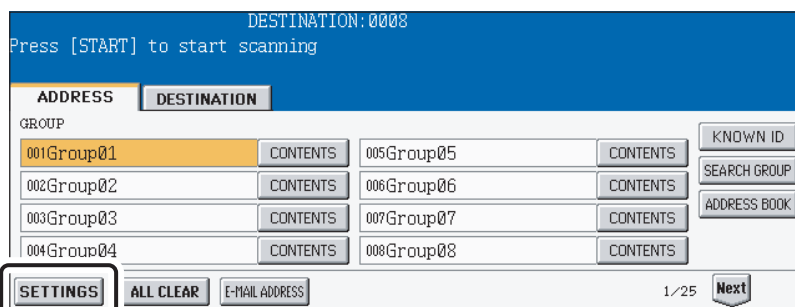 DESTINATION:0008
Press [START] to start scanning
ADDRESS DESTINATION
GROUP
001Group01 CONTENTS 005Group05 CONTENTS KNOWN ID
002Group02 CONTENTS 006Group06 CONTENTS SEARCH GROUP
003Group03 CONTENTS 007Group07 CONTENTS ADDRESS BOOK
004Group04 CONTENTS 008Group08 CONTENTS
SETTINGS ALL CLEAR E-MAIL ADDRESS 1/25 Next